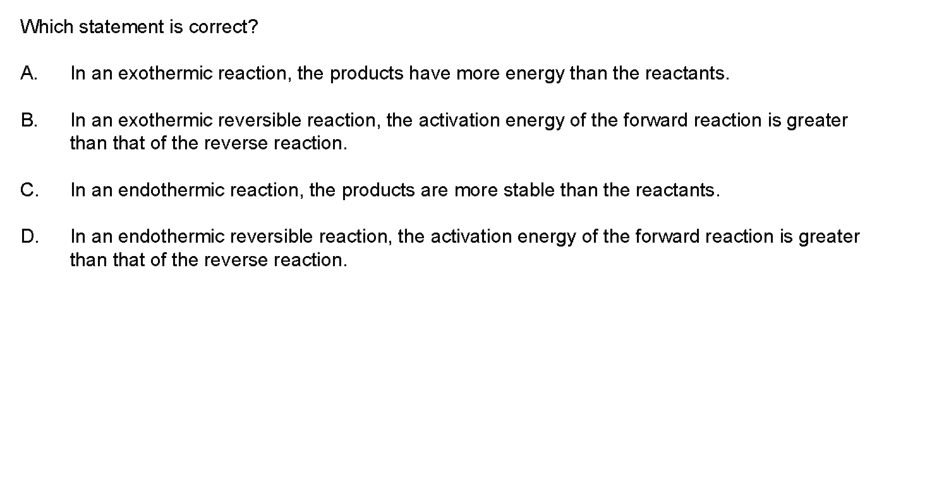 Which statement is correct?
A. In an exothermic reaction, the products have more energy than the reactants.
B. In an exothermic reversible reaction, the activation energy of the forward reaction is greater
than that of the reverse reaction.
C. In an endothermic reaction, the products are more stable than the reactants.
D. In an endothermic reversible reaction, the activation energy of the forward reaction is greater
than that of the reverse reaction.